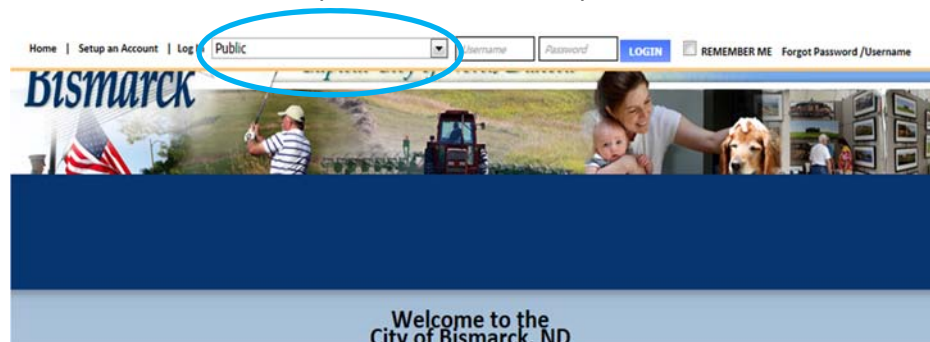 Home | Setup an Account | Log In Public Username Password LOGIN REMEMBER ME Forgot Password /Username
Bismarck
Welcome to the
City of Bismarck, ND